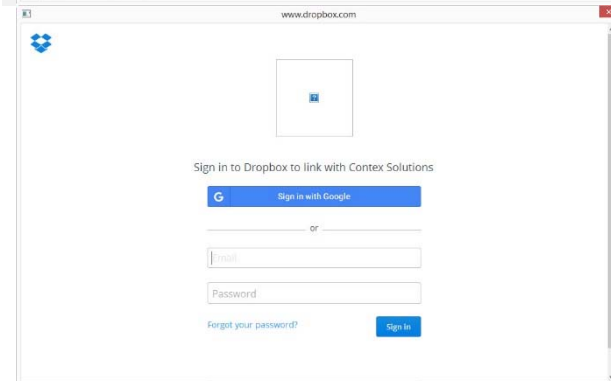 www.dropbox.com
Sign in to Dropbox to link with Contex Solutions
G Sign in with Google
or
Email
Password
Forgot your password?
Sign in